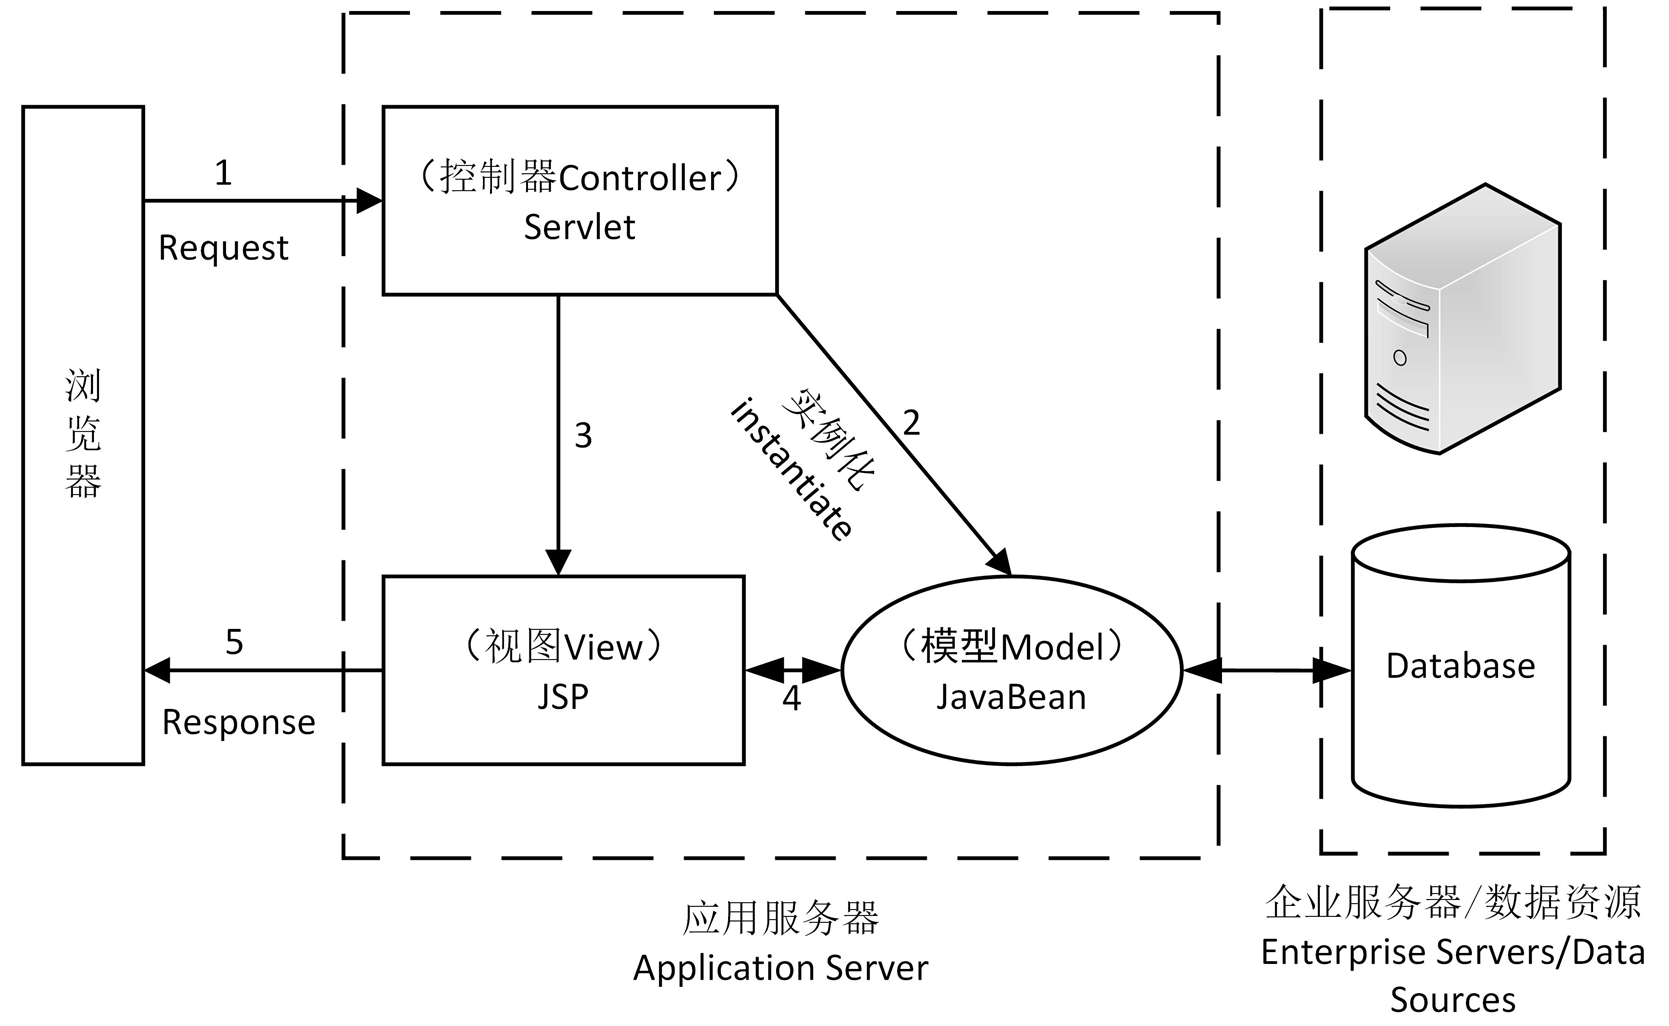 1
Request
（控制器Controller）
Servlet
浏览器
3
实例化
instantiate
2
5
Response
（视图View）
JSP
4
（模型Model）
JavaBean
Database
应用服务器
Application Server
企业服务器/数据资源
Enterprise Servers/Data
Sources